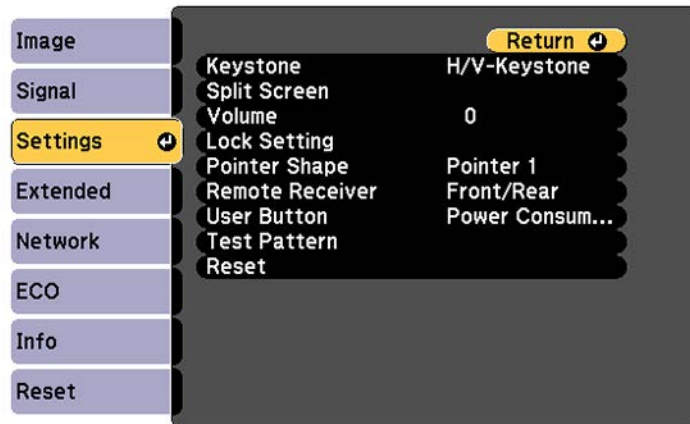 Image
Signal
Settings
Extended
Network
ECO
Info
Reset
Return
Keystone H/V-Keystone
Split Screen
Volume 0
Lock Setting
Pointer Shape Pointer 1
Remote Receiver Front/Rear
User Button Power Consum...
Test Pattern
Reset